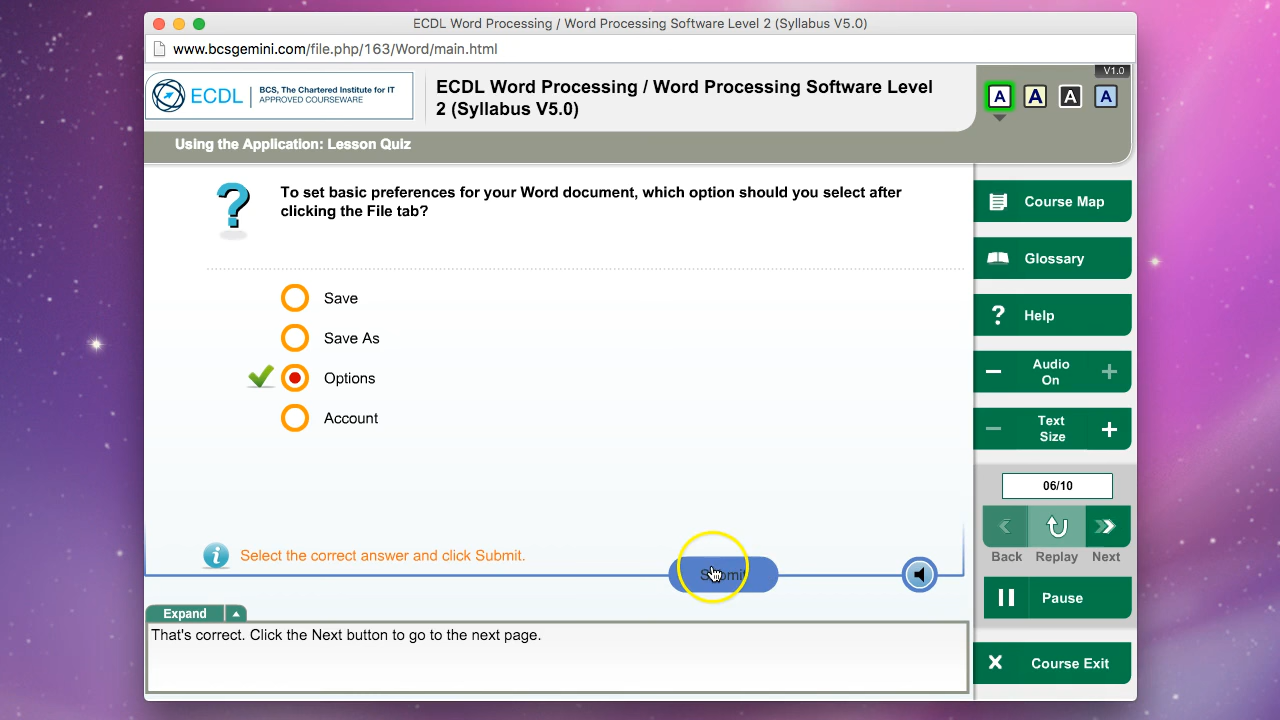 ECDL Word Processing / Word Processing Software Level 2 (Syllabus V5.0)
www.bcsgemini.com/file.php/163/Word/main.html
ECDL
BCS, The Chartered Institute for IT
APPROVED COURSEWARE
ECDL Word Processing / Word Processing Software Level
2 (Syllabus V5.0)
V1.0
A A A A
Using the Application: Lesson Quiz
To set basic preferences for your Word document, which option should you select after
clicking the File tab?
Save
Save As
Options
Account
Select the correct answer and click Submit.
Submit
Expand
That's correct. Click the Next button to go to the next page.
Course Map
Glossary
Help
Audio
On
Text
Size
06/10
Back Replay Next
Pause
Course Exit